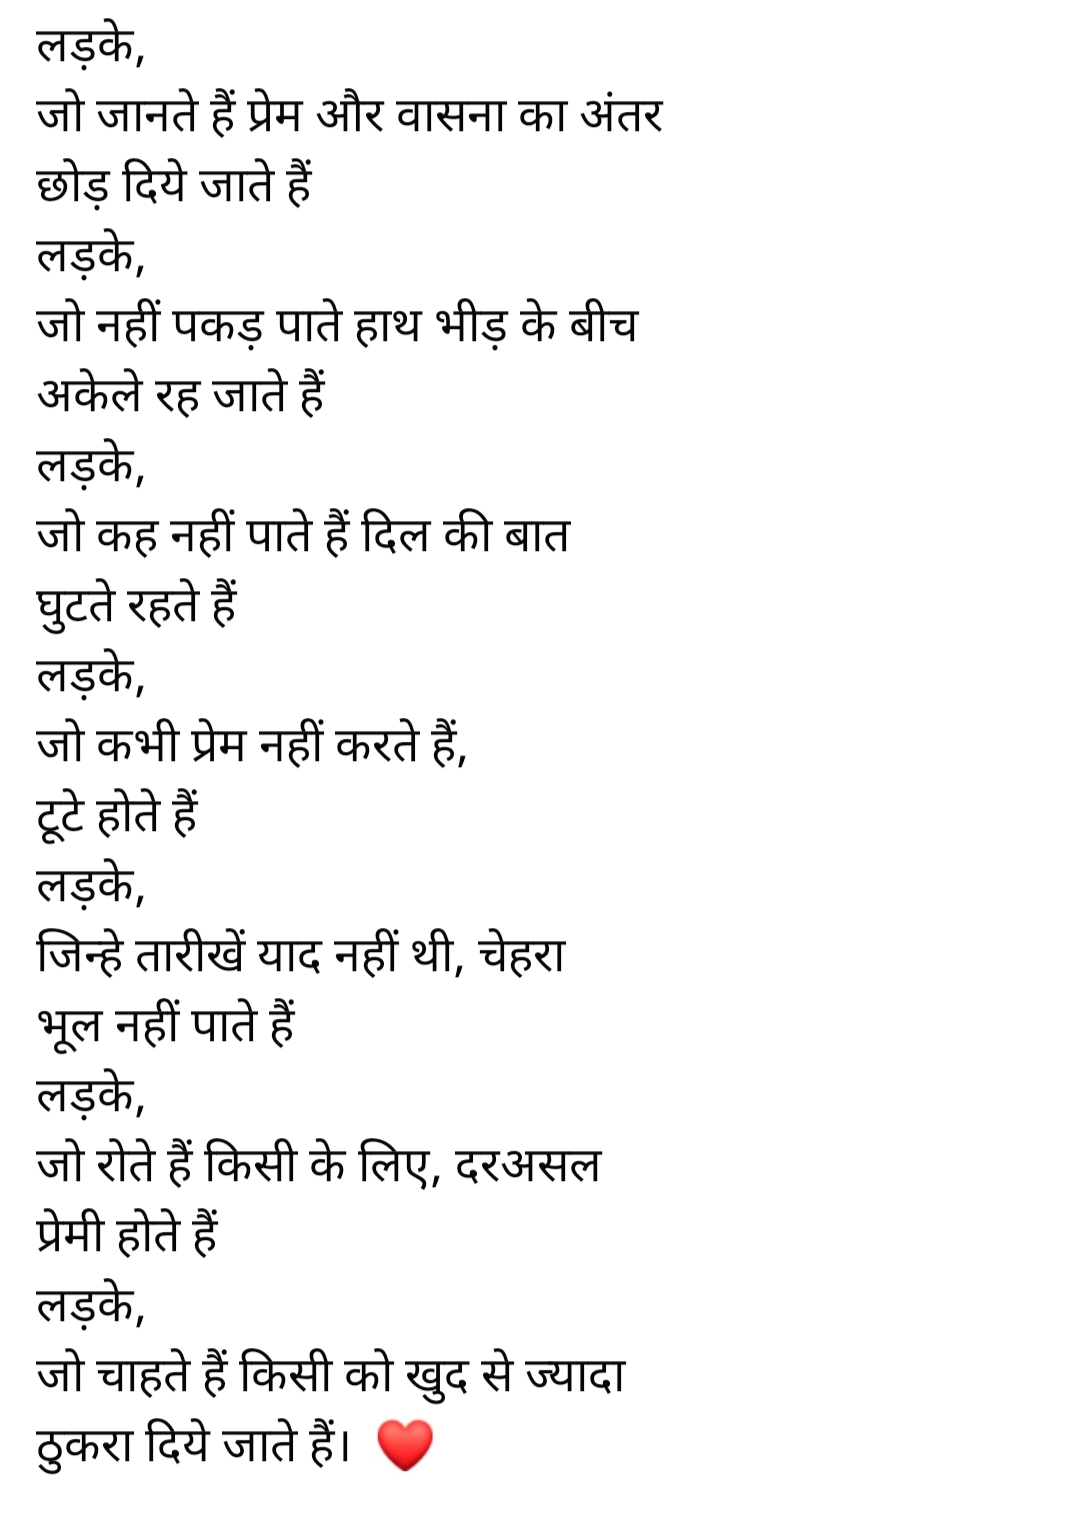 लड़के,
जो जानते हैं प्रेम और वासना का अंतर
छोड़ दिये जाते हैं
लड़के,
जो नहीं पकड़ पाते हाथ भीड़ के बीच
अकेले रह जाते हैं
लड़के,
जो कह नहीं पाते हैं दिल की बात
घुटते रहते हैं
लड़के,
जो कभी प्रेम नहीं करते हैं,
टूटे होते हैं
लड़के,
जिन्हे तारीखें याद नहीं थी, चेहरा
भूल नहीं पाते हैं
लड़के,
जो रोते हैं किसी के लिए, दरअसल
प्रेमी होते हैं
लड़के,
जो चाहते हैं किसी को खुद से ज्यादा
ठुकरा दिये जाते हैं। ♥️